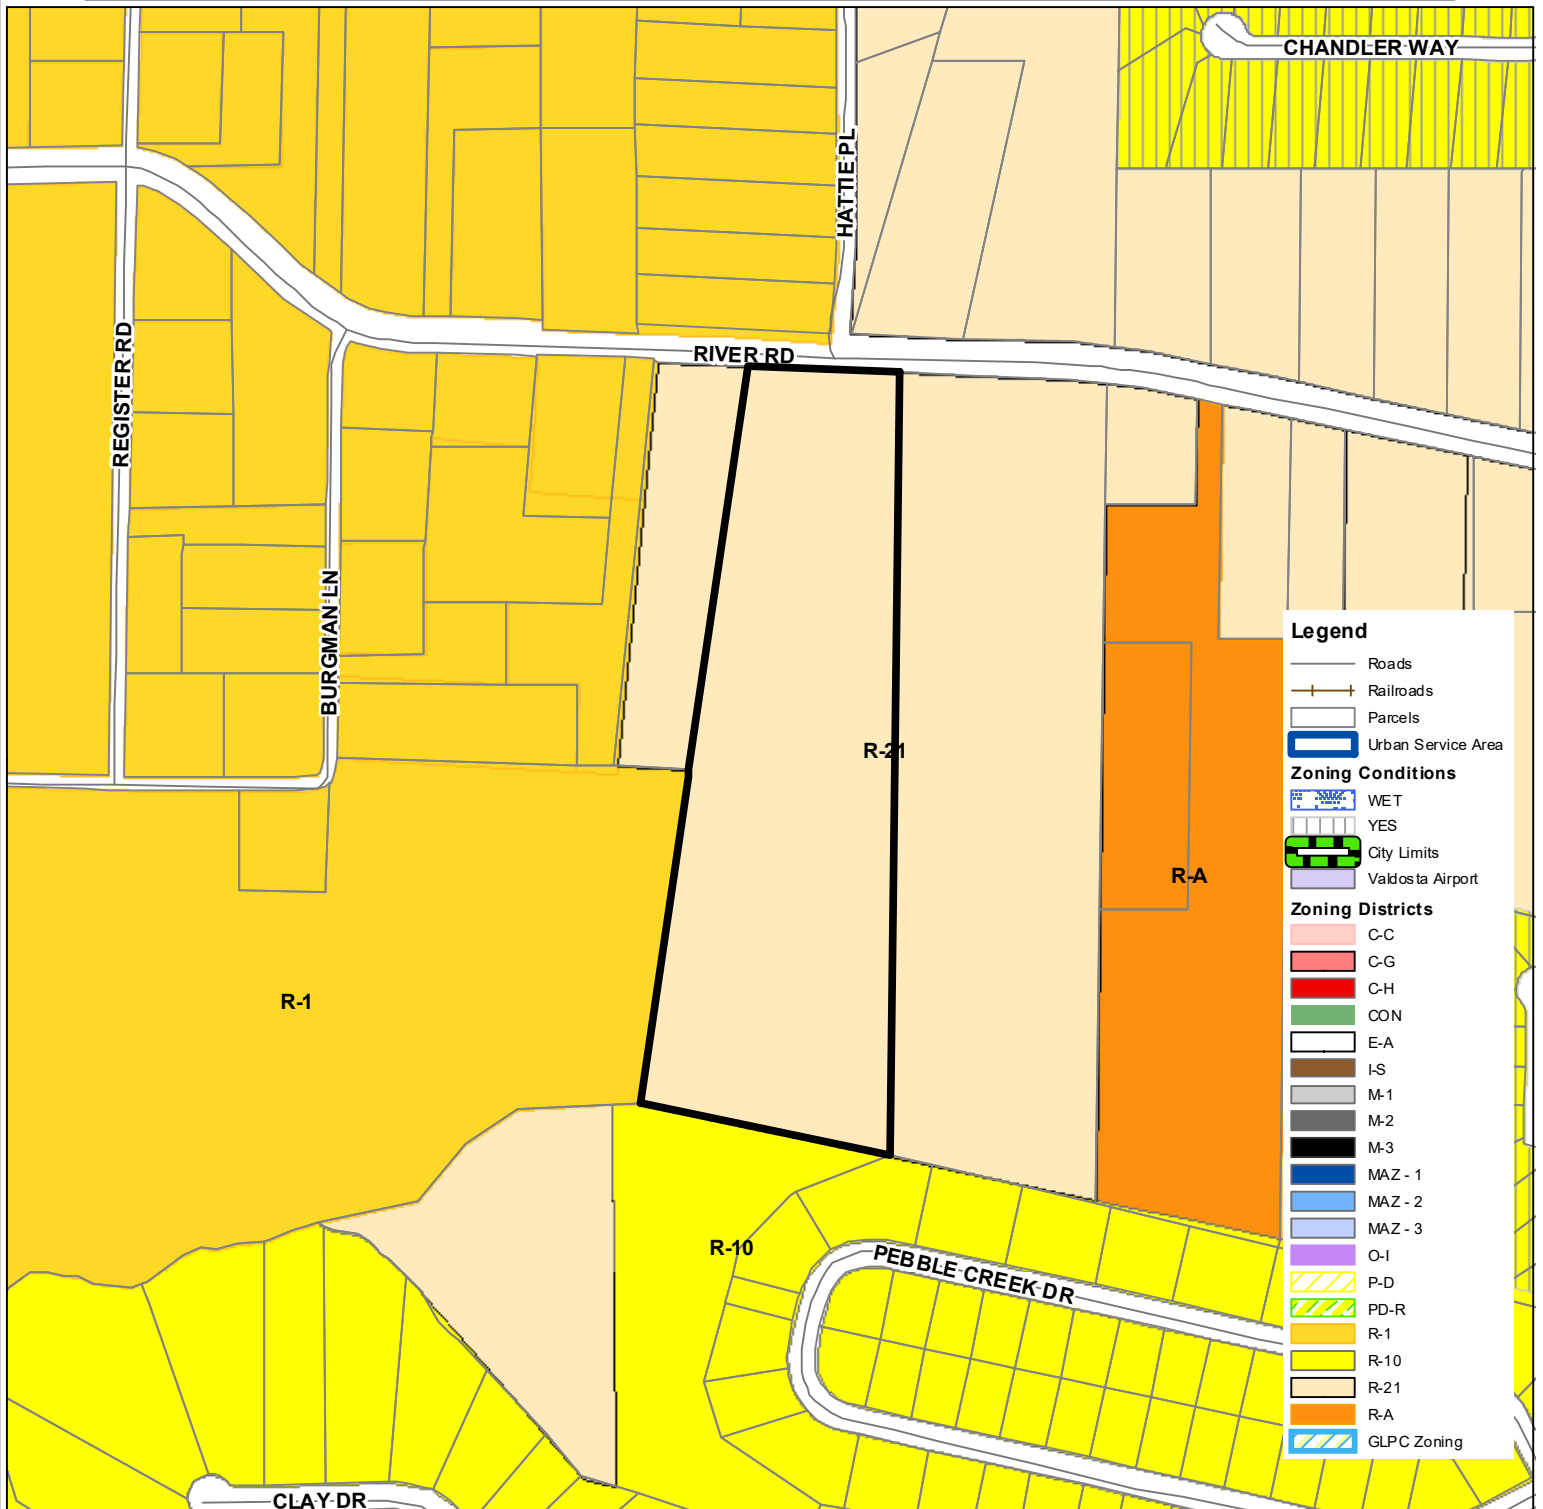 CHANDLER WAY
HATTIE PL
RIVER RD
REGISTER RD
BURGMAN LN
R-21
R-A
R-1
R-10
PEBBLE CREEK DR
CLAY DR
Legend
Roads
Railroads
Parcels
Urban Service Area
Zoning Conditions
WET
YES
City Limits
Valdosta Airport
Zoning Districts
C-C
C-G
C-H
CON
E-A
I-S
M-1
M-2
M-3
MAZ - 1
MAZ - 2
MAZ - 3
O-I
P-D
PD-R
R-1
R-10
R-21
R-A
GLPC Zoning